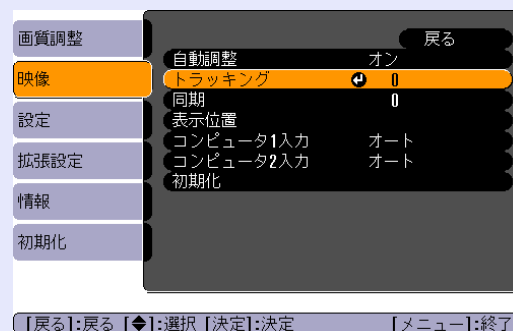 画質調整
映像
設定
拡張設定
情報
初期化
戻る
自動調整 オン
トラッキング 0
同期 0
表示位置
コンピュータ1入力 オート
コンピュータ2入力 オート
初期化
[戻る]:戻る [◆]:選択 [決定]:決定 [メニュー]:終了